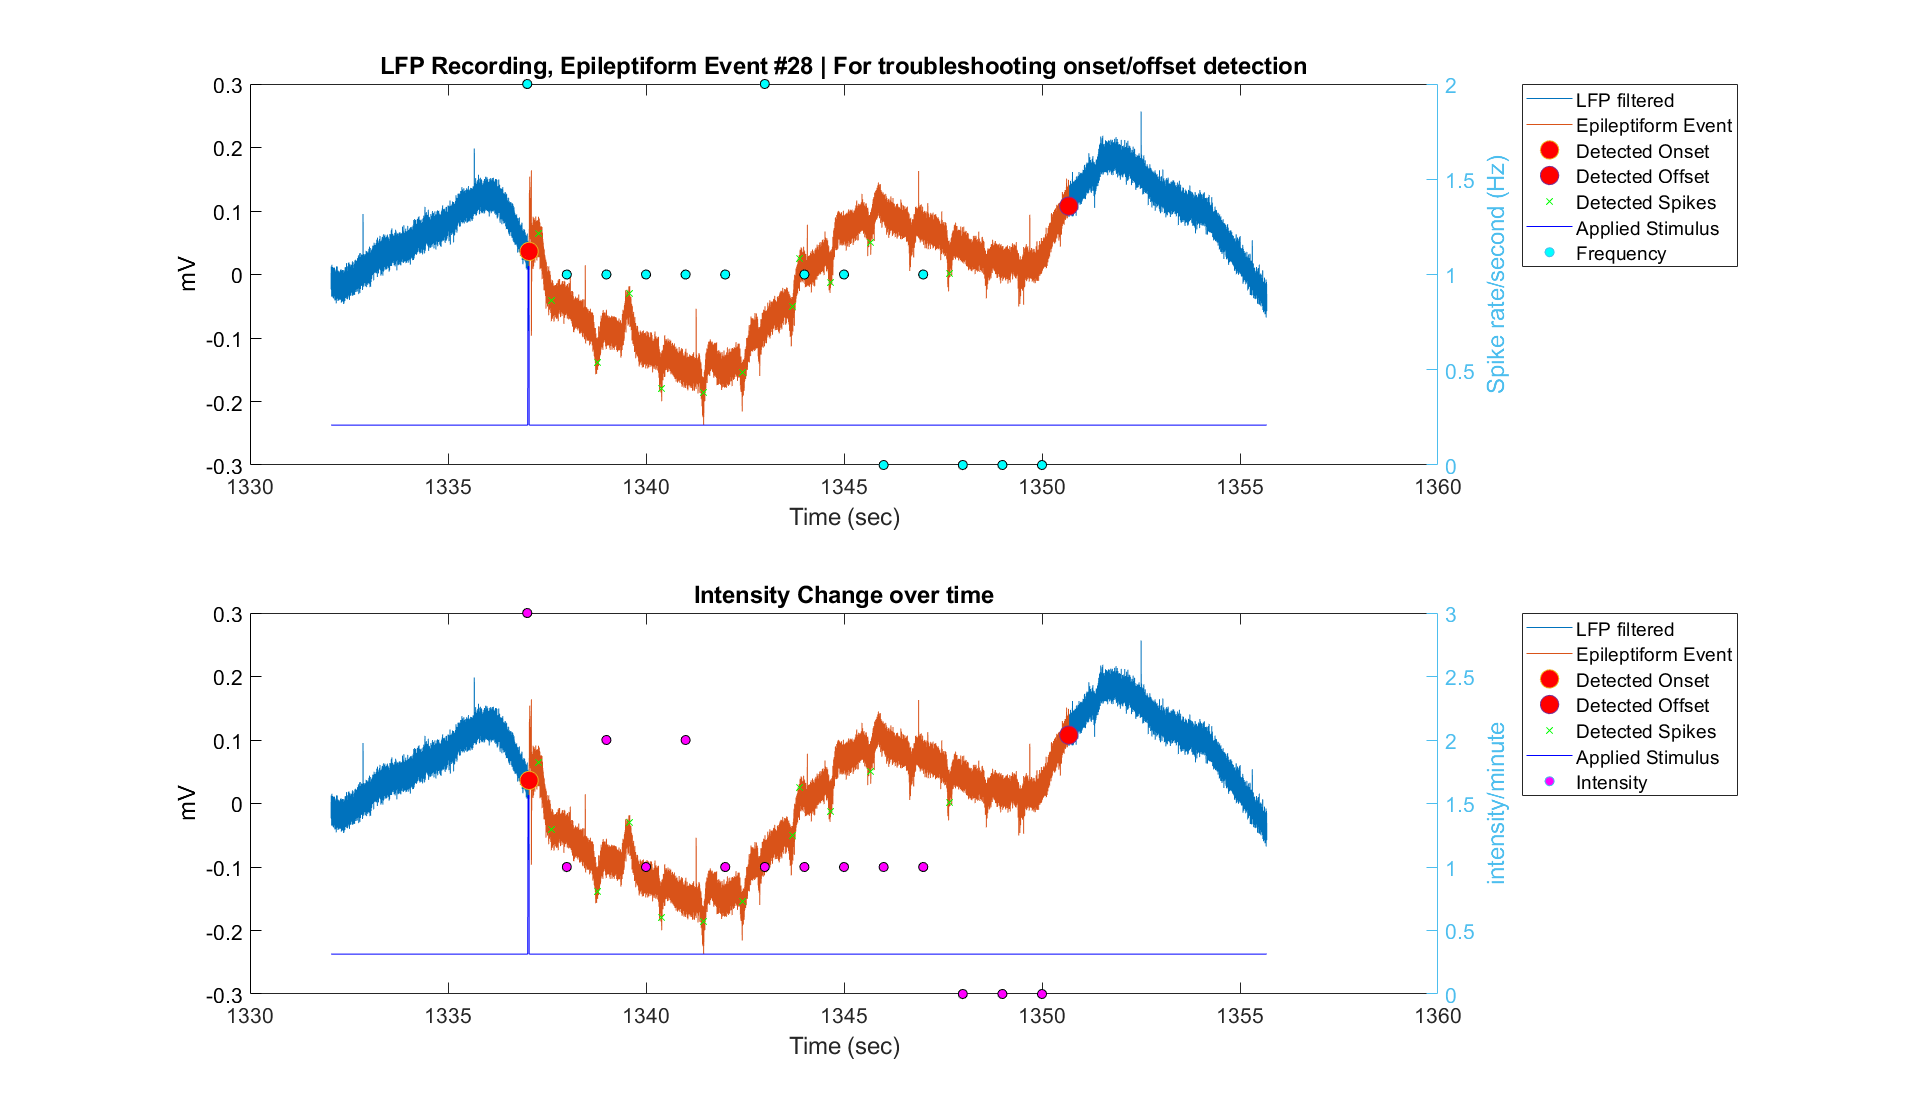 LFP Recording, Epileptiform Event #28 | For troubleshooting onset/offset detection
0.3
0.2
0.1
0
-0.1
-0.2
-0.3
mV
1330 1335 1340 1345 1350 1355 1360
Time (sec)
2
1.5
1
0.5
0
Spike rate/second (Hz)
LFP filtered
Epileptiform Event
Detected Onset
Detected Offset
Detected Spikes
Applied Stimulus
Frequency
Intensity Change over time
0.3
0.2
0.1
0
-0.1
-0.2
-0.3
mV
1330 1335 1340 1345 1350 1355 1360
Time (sec)
3
2.5
2
1.5
1
0.5
0
intensity/minute
LFP filtered
Epileptiform Event
Detected Onset
Detected Offset
Detected Spikes
Applied Stimulus
Intensity